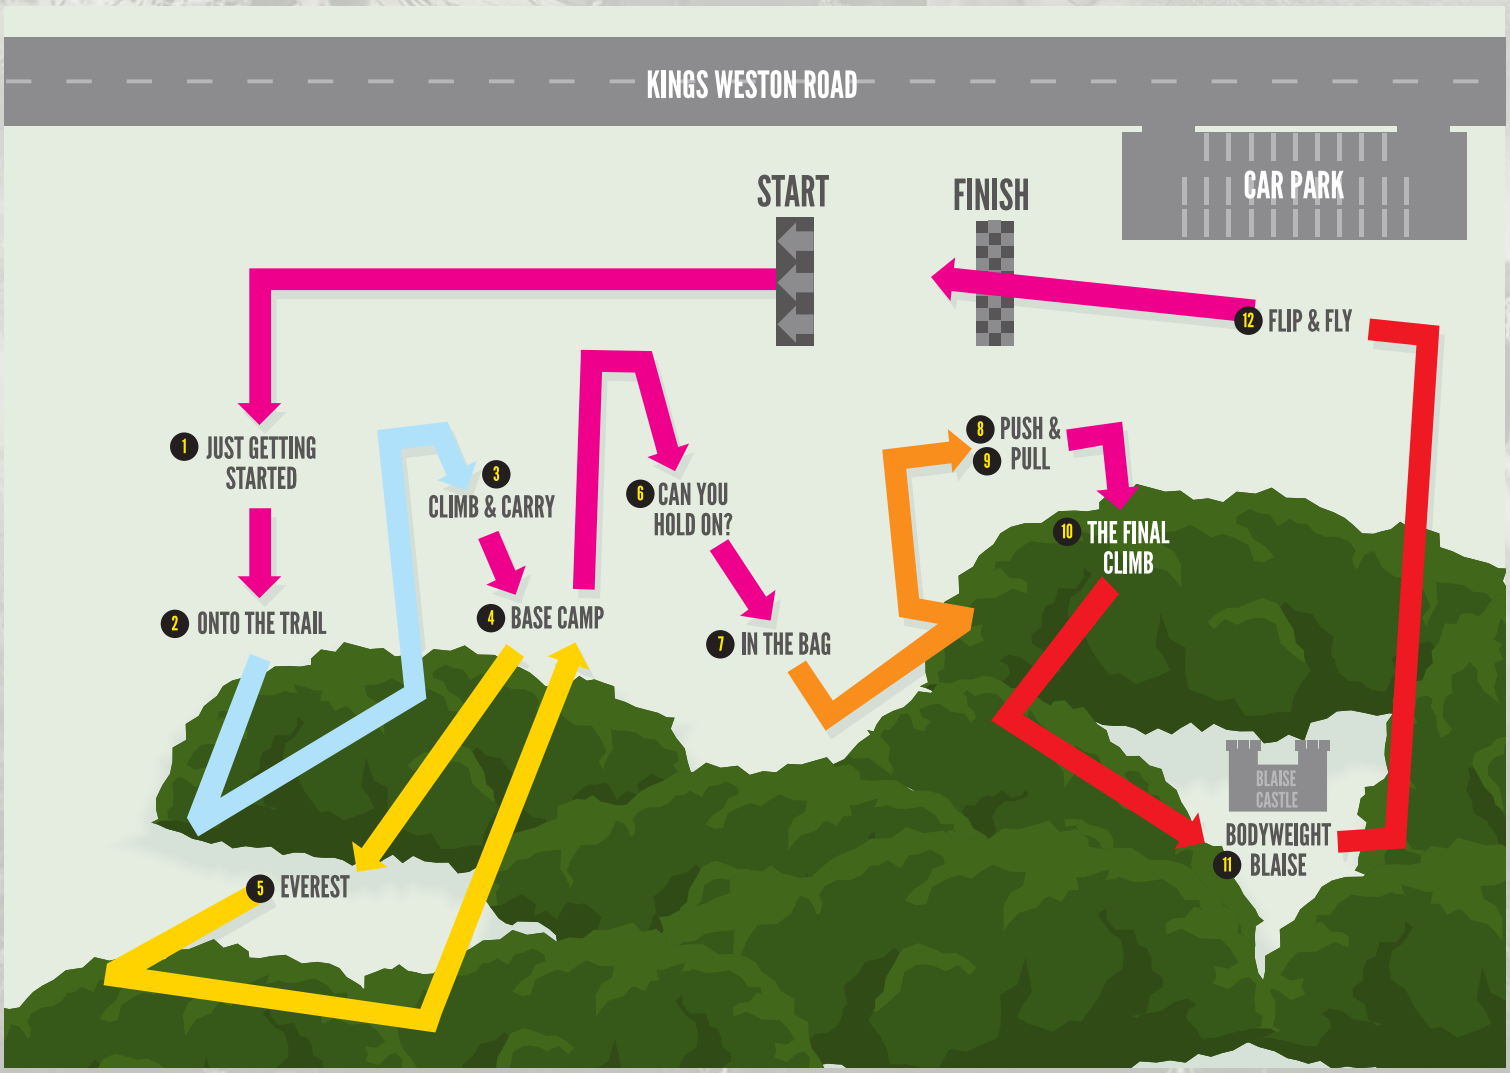 KINGS WESTON ROAD
CAR PARK
START
FINISH
12 FLIP & FLY
1 JUST GETTING
STARTED
3
CLIMB & CARRY
6 CAN YOU
HOLD ON?
8 PUSH &
9 PULL
10 THE FINAL
CLIMB
2 ONTO THE TRAIL
4 BASE CAMP
7 IN THE BAG
BLAISE
CASTLE
BODYWEIGHT
11 BLAISE
5 EVEREST